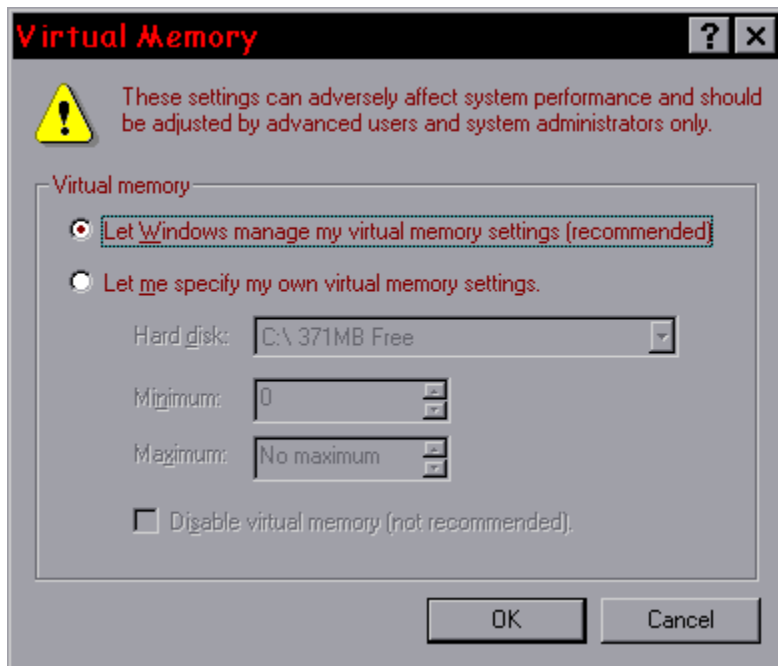 Virtual Memory
These settings can adversely affect system performance and should
be adjusted by advanced users and system administrators only.
Virtual memory
Let Windows manage my virtual memory settings (recommended)
Let me specify my own virtual memory settings.
Hard disk: C:\ 371MB Free
Minimum: 0
Maximum: No maximum
Disable virtual memory (not recommended).
OK Cancel